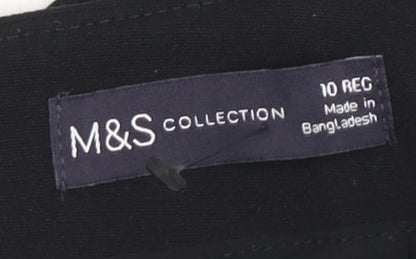 M&S COLLECTION
10 REG
Made in
Bangladesh